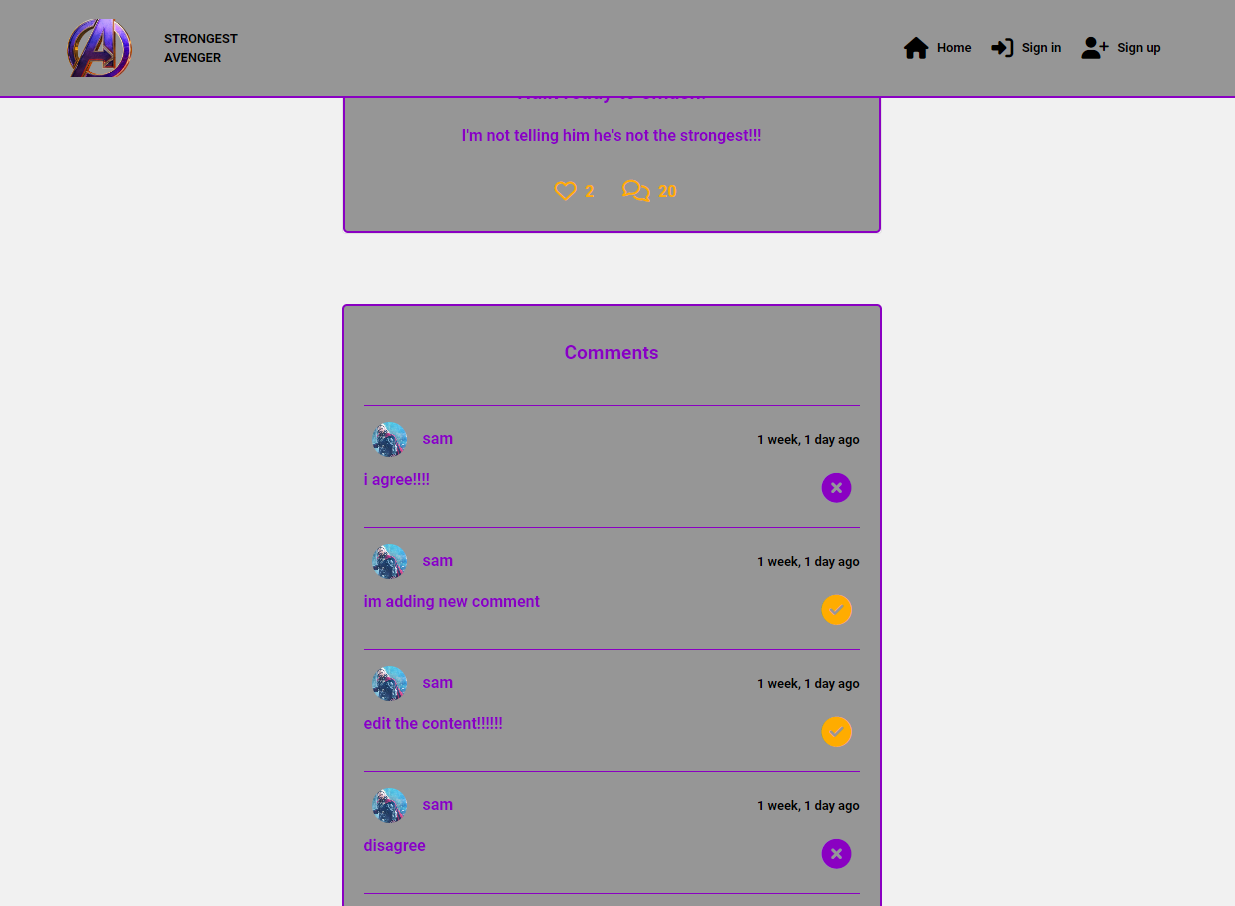 STRONGEST
AVENGER
Home
Sign in
Sign up
I'm not telling him he's not the strongest!!!
2
20
Comments
sam
1 week, 1 day ago
i agree!!!!
sam
1 week, 1 day ago
im adding new comment
sam
1 week, 1 day ago
edit the content!!!!!!
sam
1 week, 1 day ago
disagree